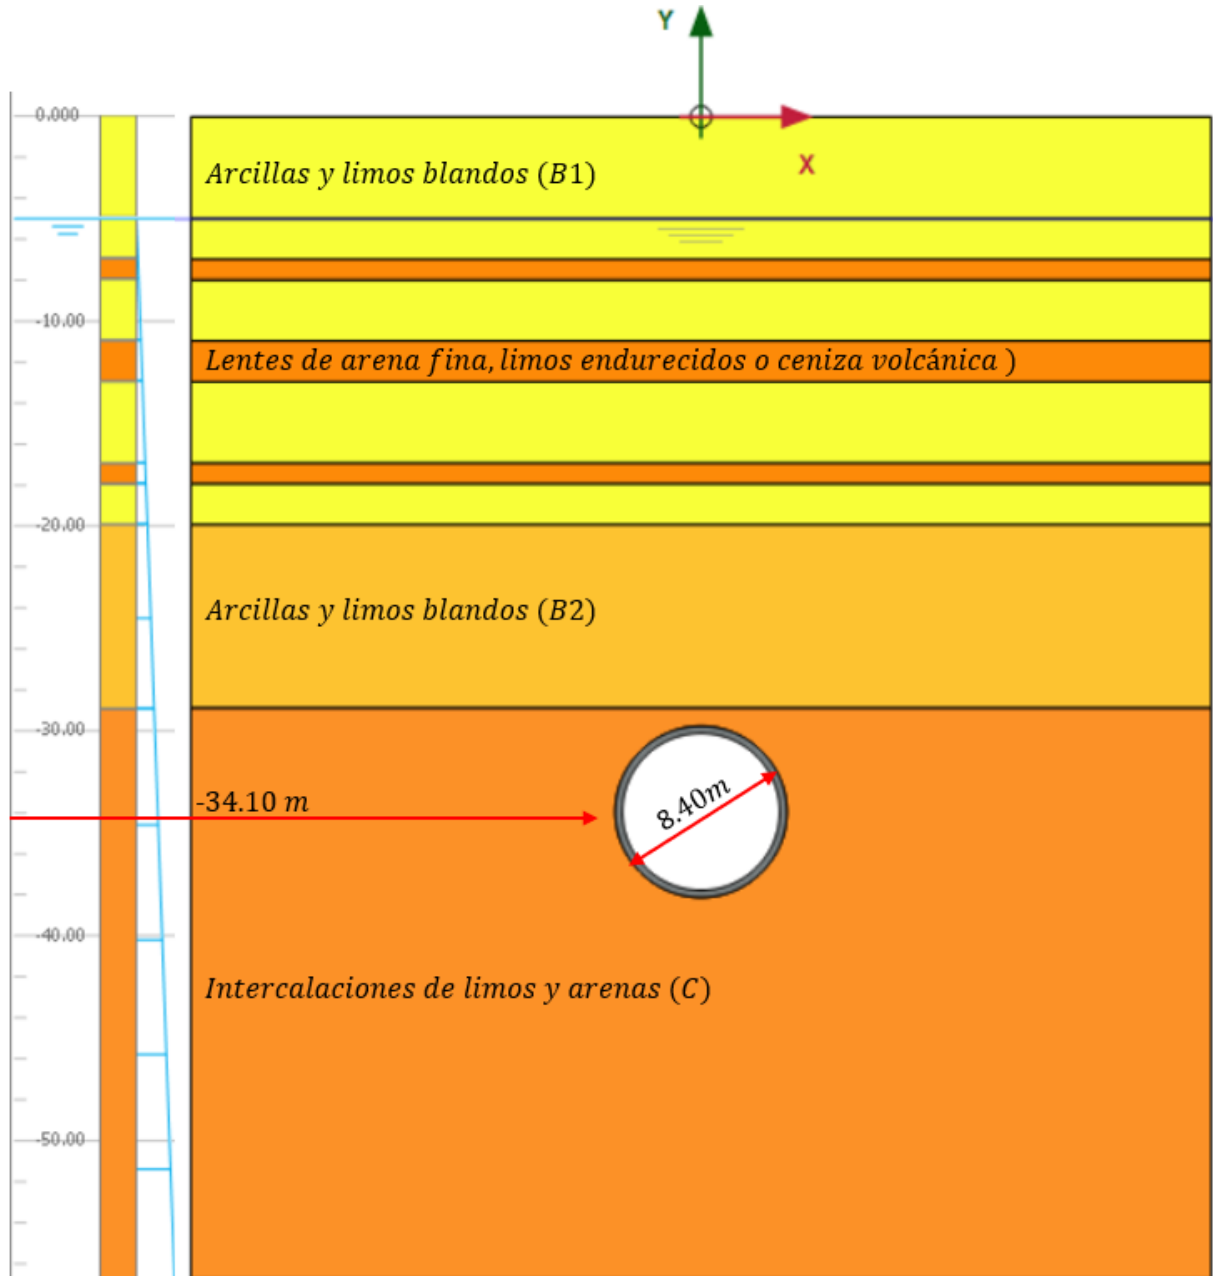 Y
0.000
X
Arcillas y limos blandos (B1)
-10.00
Lentes de arena fina, limos endurecidos o ceniza volcánica )
-20.00
Arcillas y limos blandos (B2)
-30.00
-34.10 m
8.40m
-40.00
Intercalaciones de limos y arenas (C)
-50.00